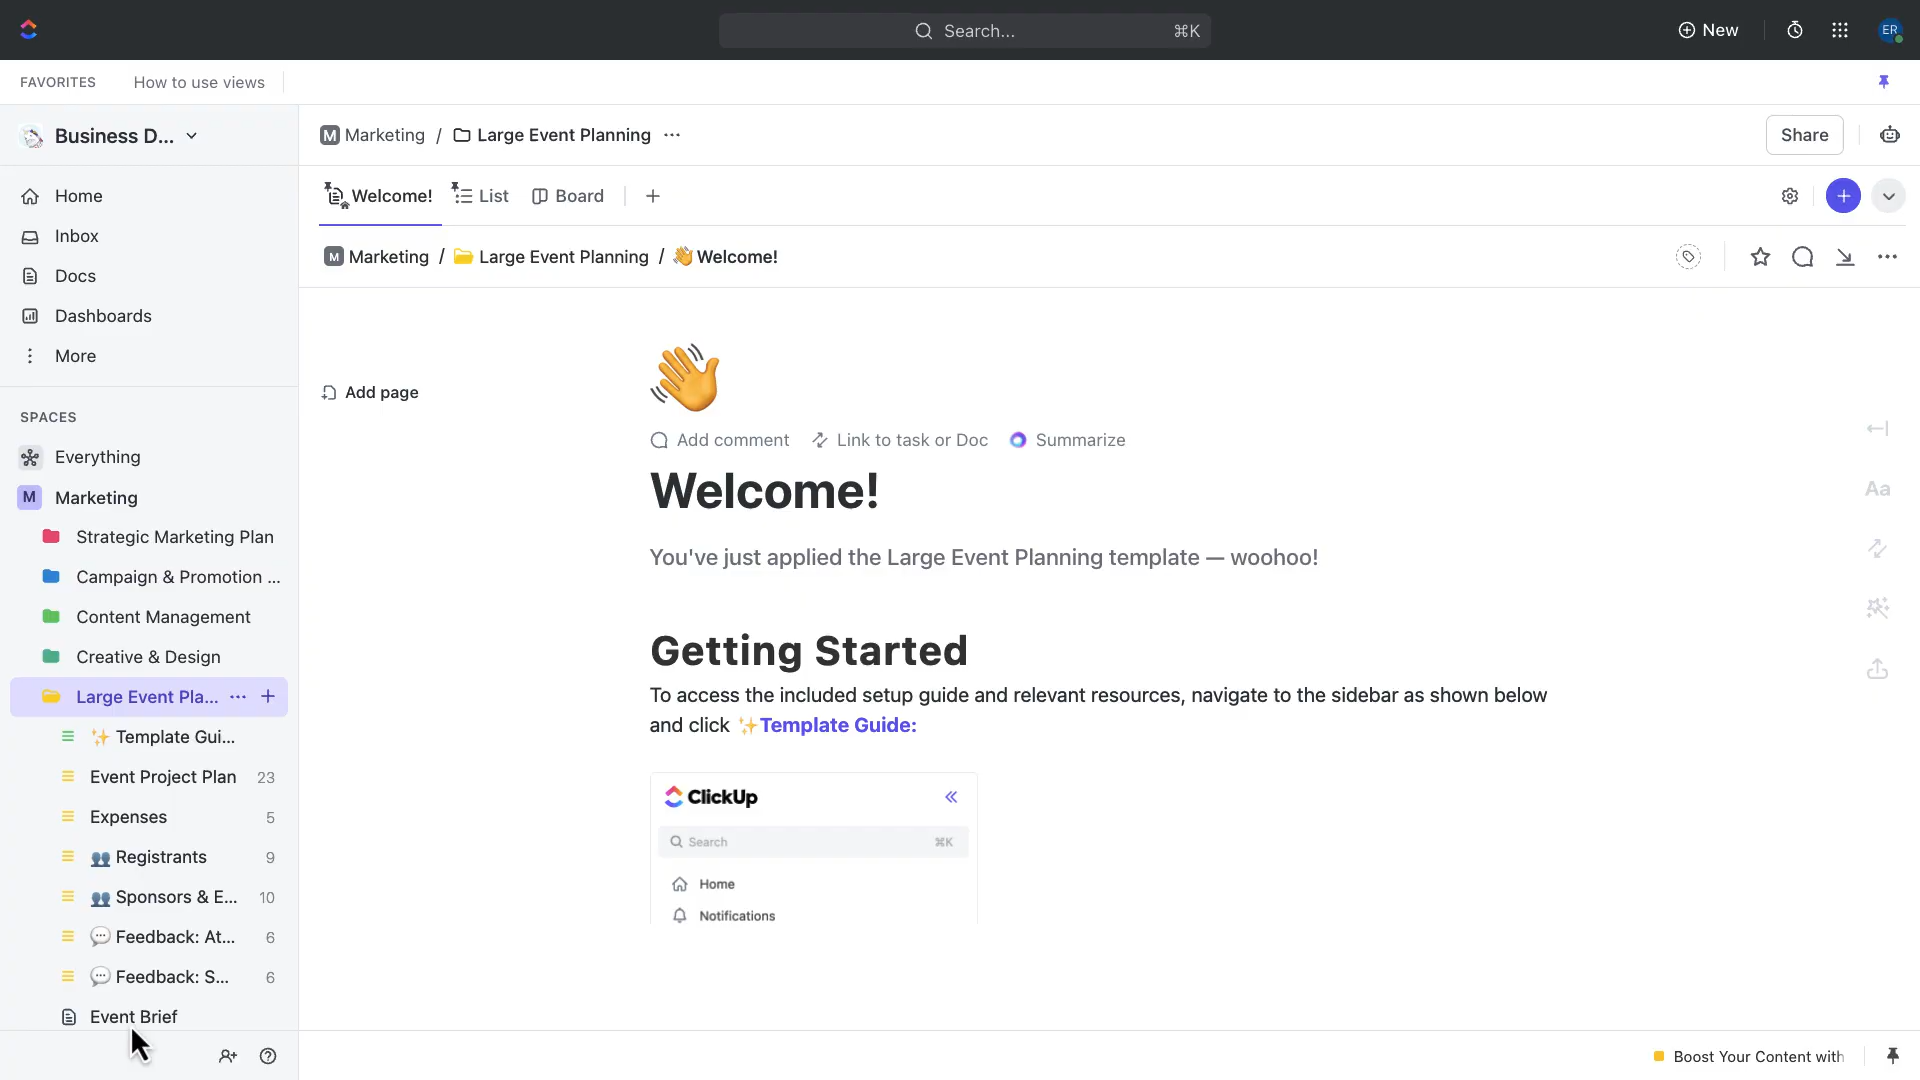 Search...
⌘K
New
ER
FAVORITES
How to use views
Business D...
M Marketing / Large Event Planning
Share
Home
Inbox
Docs
Dashboards
More
SPACES
Everything
M Marketing
Strategic Marketing Plan
Campaign & Promotion ...
Content Management
Creative & Design
Large Event Pla...
✨ Template Gui...
Event Project Plan 23
Expenses 5
👥 Registrants 9
👥 Sponsors & E... 10
💬 Feedback: At... 6
💬 Feedback: S... 6
Event Brief
Welcome!
List
Board
M Marketing / Large Event Planning / 👋 Welcome!
Add page
Add comment
Link to task or Doc
Summarize
Welcome!
You've just applied the Large Event Planning template — woohoo!
Getting Started
To access the included setup guide and relevant resources, navigate to the sidebar as shown below
and click ✨Template Guide:
ClickUp
Search ⌘K
Home
Notifications
Aa
Boost Your Content with